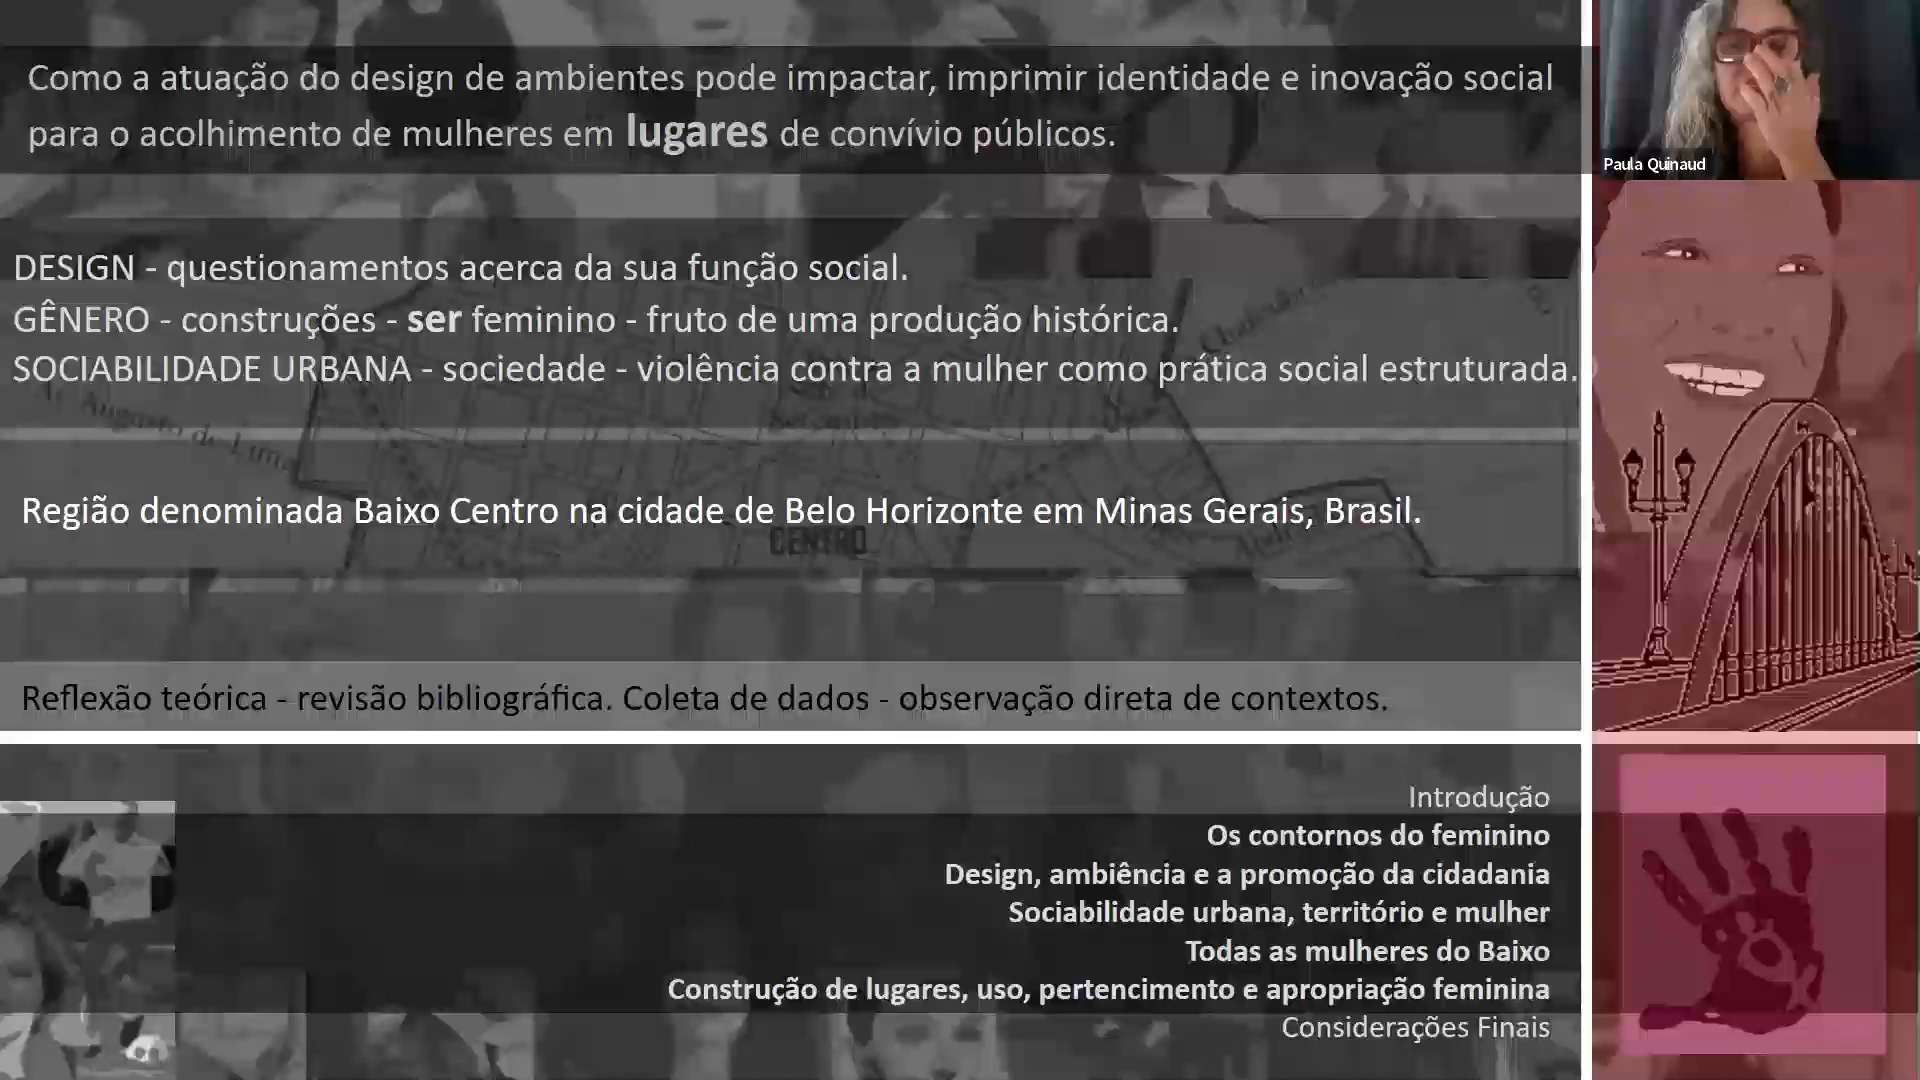 Como a atuação do design de ambientes pode impactar, imprimir identidade e inovação social
para o acolhimento de mulheres em lugares de convívio públicos.
Paula Quinaud
DESIGN - questionamentos acerca da sua função social.
GÊNERO - construções - ser feminino - fruto de uma produção histórica.
SOCIABILIDADE URBANA - sociedade - violência contra a mulher como prática social estruturada.
Av. Augusto de Lima
Região denominada Baixo Centro na cidade de Belo Horizonte em Minas Gerais, Brasil.
CENTRO
Reflexão teórica - revisão bibliográfica. Coleta de dados - observação direta de contextos.
Introdução
Os contornos do feminino
Design, ambiência e a promoção da cidadania
Sociabilidade urbana, território e mulher
Todas as mulheres do Baixo
Construção de lugares, uso, pertencimento e apropriação feminina
Considerações Finais